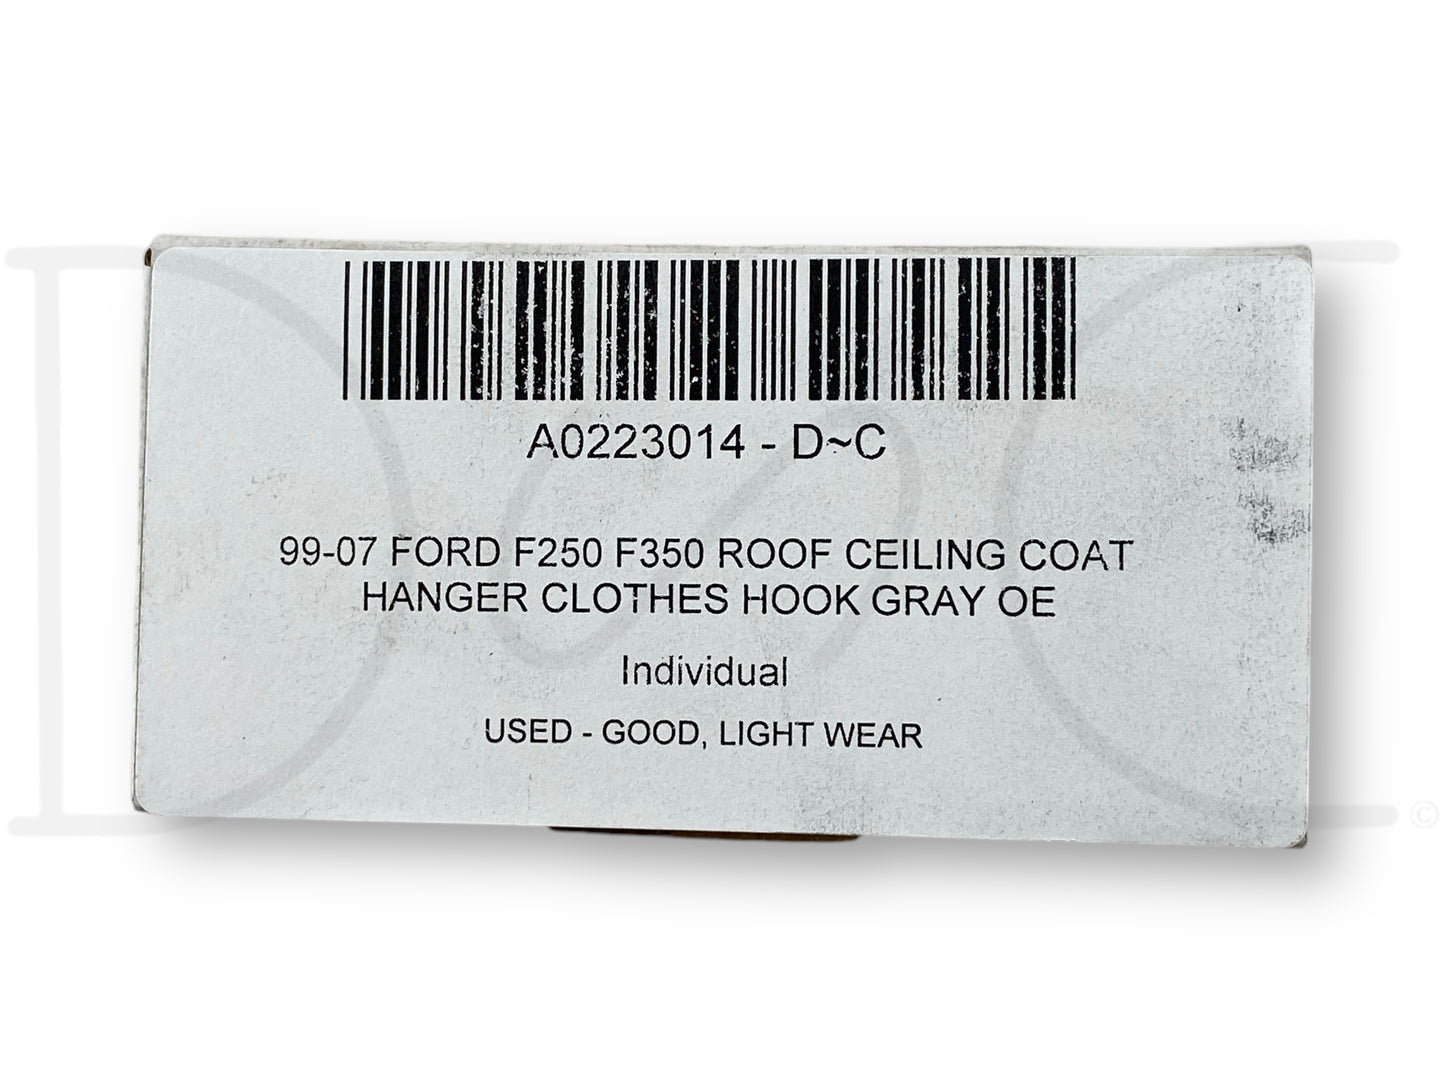 A0223014 - D~C
99-07 FORD F250 F350 ROOF CEILING COAT
HANGER CLOTHES HOOK GRAY OE
Individual
USED - GOOD, LIGHT WEAR
©